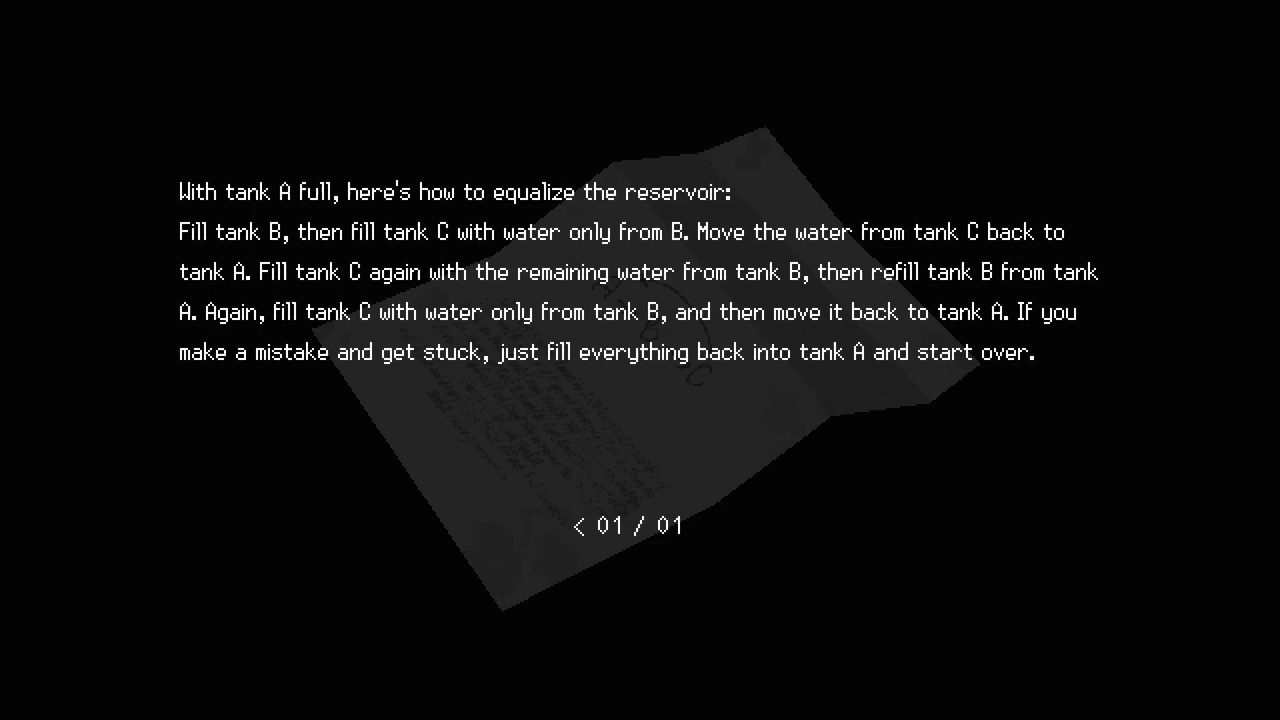 With tank A full, here's how to equalize the reservoir:
Fill tank B, then fill tank C with water only from B. Move the water from tank C back to
tank A. Fill tank C again with the remaining water from tank B, then refill tank B from tank
A. Again, fill tank C with water only from tank B, and then move it back to tank A. If you
make a mistake and get stuck, just fill everything back into tank A and start over.
A
B
C
< 01 / 01